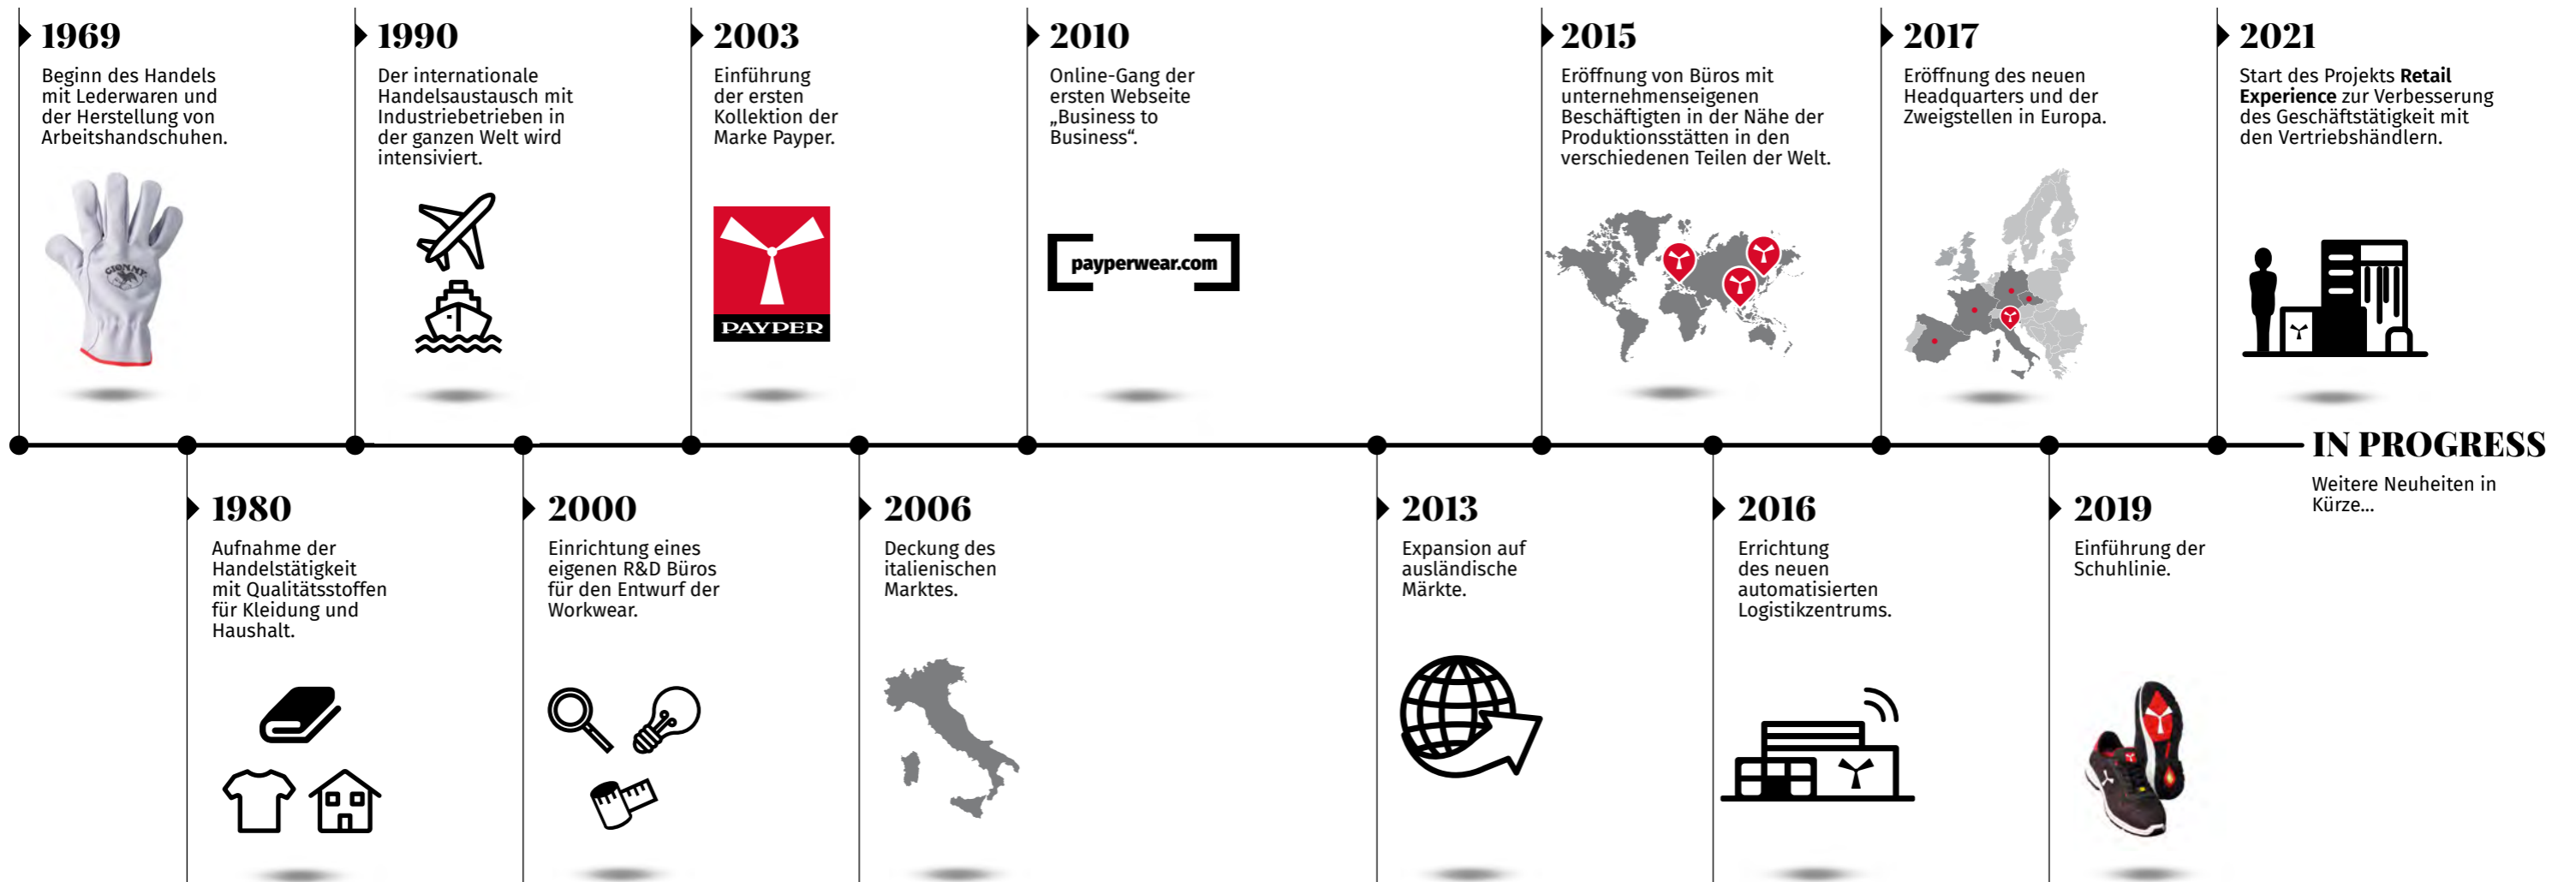 1969
Beginn des Handels
mit Lederwaren und
der Herstellung von
Arbeitshandschuhen.
GIONNY
1990
Der internationale
Handelsaustausch mit
Industriebetrieben in
der ganzen Welt wird
intensiviert.
2003
Einführung
der ersten
Kollektion der
Marke Payper.
PAYPER
2010
Online-Gang der
ersten Webseite
„Business to
Business“.
payperwear.com
2015
Eröffnung von Büros mit
unternehmenseigenen
Beschäftigten in der Nähe der
Produktionsstätten in den
verschiedenen Teilen der Welt.
2017
Eröffnung des neuen
Headquarters und der
Zweigstellen in Europa.
2021
Start des Projekts Retail
Experience zur Verbesserung
des Geschäftstätigkeit mit
den Vertriebshändlern.
IN PROGRESS
Weitere Neuheiten in
Kürze...
1980
Aufnahme der
Handelstätigkeit
mit Qualitätsstoffen
für Kleidung und
Haushalt.
2000
Einrichtung eines
eigenen R&D Büros
für den Entwurf der
Workwear.
2006
Deckung des
italienischen
Marktes.
2013
Expansion auf
ausländische
Märkte.
2016
Errichtung
des neuen
automatisierten
Logistikzentrums.
2019
Einführung der
Schuhlinie.